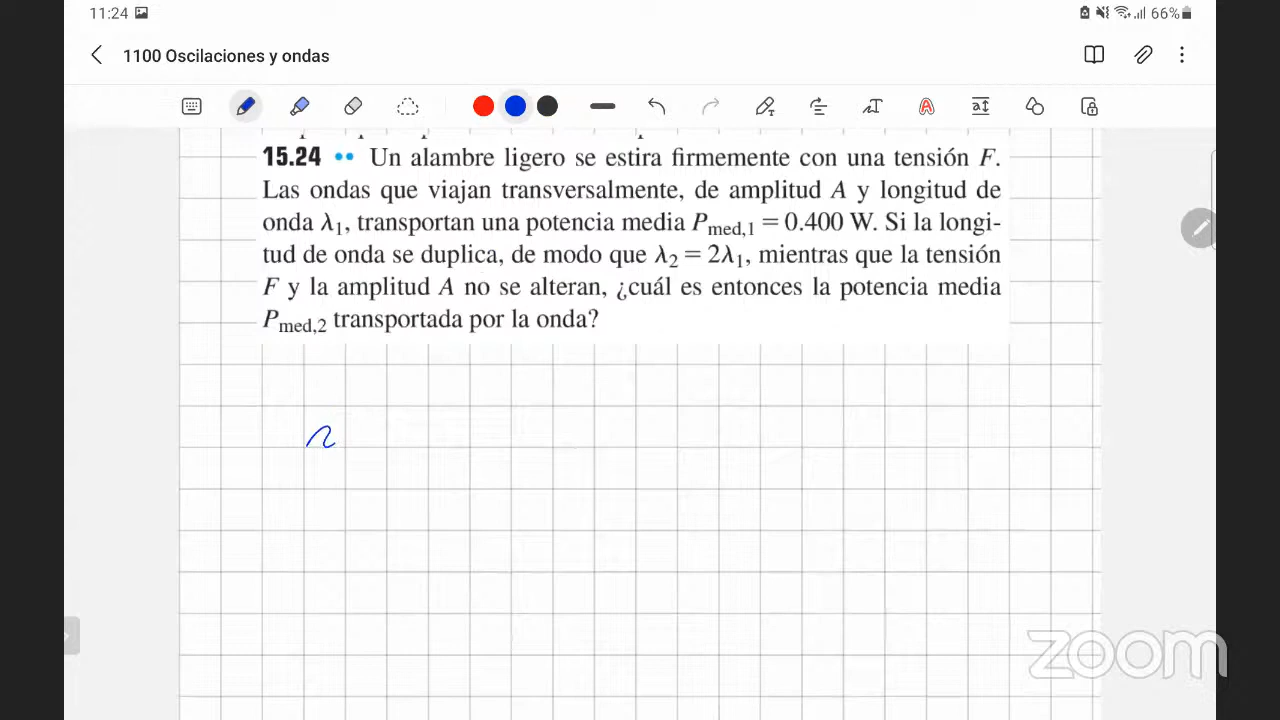 11:24
66%
1100 Oscilaciones y ondas
15.24 •• Un alambre ligero se estira firmemente con una tensión F.
Las ondas que viajan transversalmente, de amplitud A y longitud de
onda λ₁, transportan una potencia media Pmed,1 = 0.400 W. Si la longi-
tud de onda se duplica, de modo que λ₂ = 2λ₁, mientras que la tensión
F y la amplitud A no se alteran, ¿cuál es entonces la potencia media
Pmed,2 transportada por la onda?
zoom